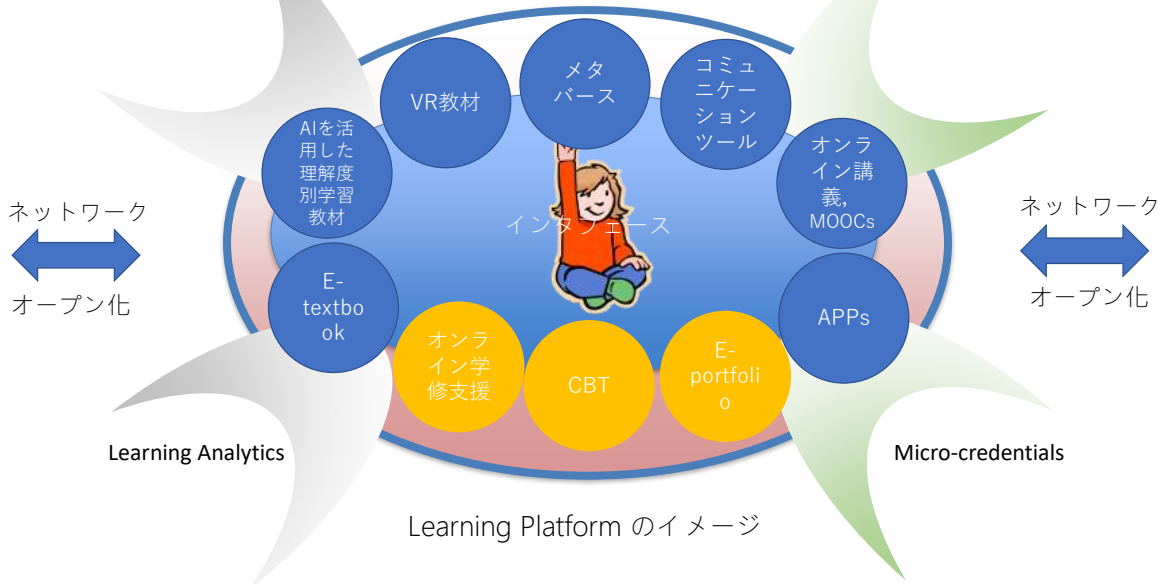 メタ
バース
VR教材
コミュ
ニケー
ション
ツール
AIを活
用した
理解度
別学習
教材
オンラ
イン講
義,
MOOCs
ネットワーク
オープン化
インタフェース
ネットワーク
オープン化
E-
textbo
ok
APPs
オンラ
イン学
修支援
CBT
E-
portfoli
o
Learning Analytics
Micro-credentials
Learning Platform のイメージ